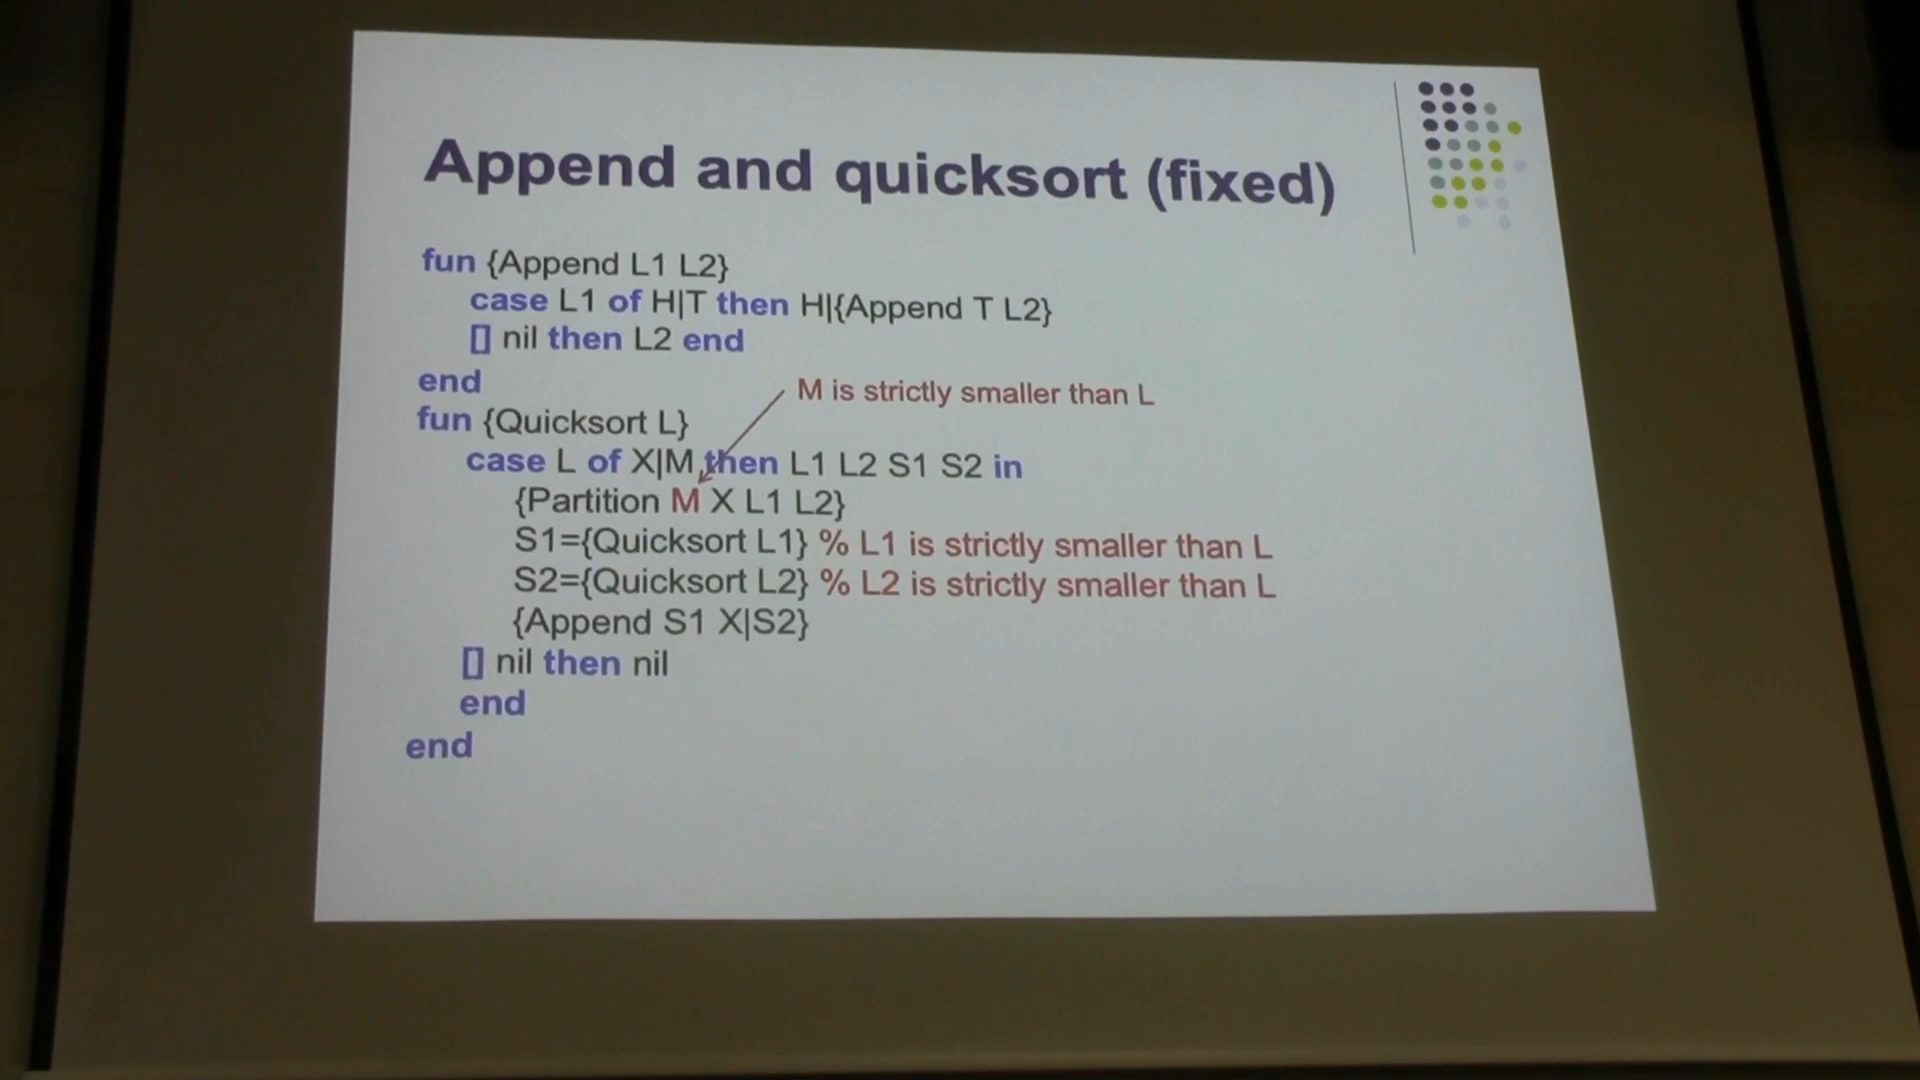 Append and quicksort (fixed)
fun {Append L1 L2}
case L1 of H|T then H|{Append T L2}
[] nil then L2 end
end
M is strictly smaller than L
fun {Quicksort L}
case L of X|M then L1 L2 S1 S2 in
{Partition M X L1 L2}
S1={Quicksort L1} % L1 is strictly smaller than L
S2={Quicksort L2} % L2 is strictly smaller than L
{Append S1 X|S2}
[] nil then nil
end
end